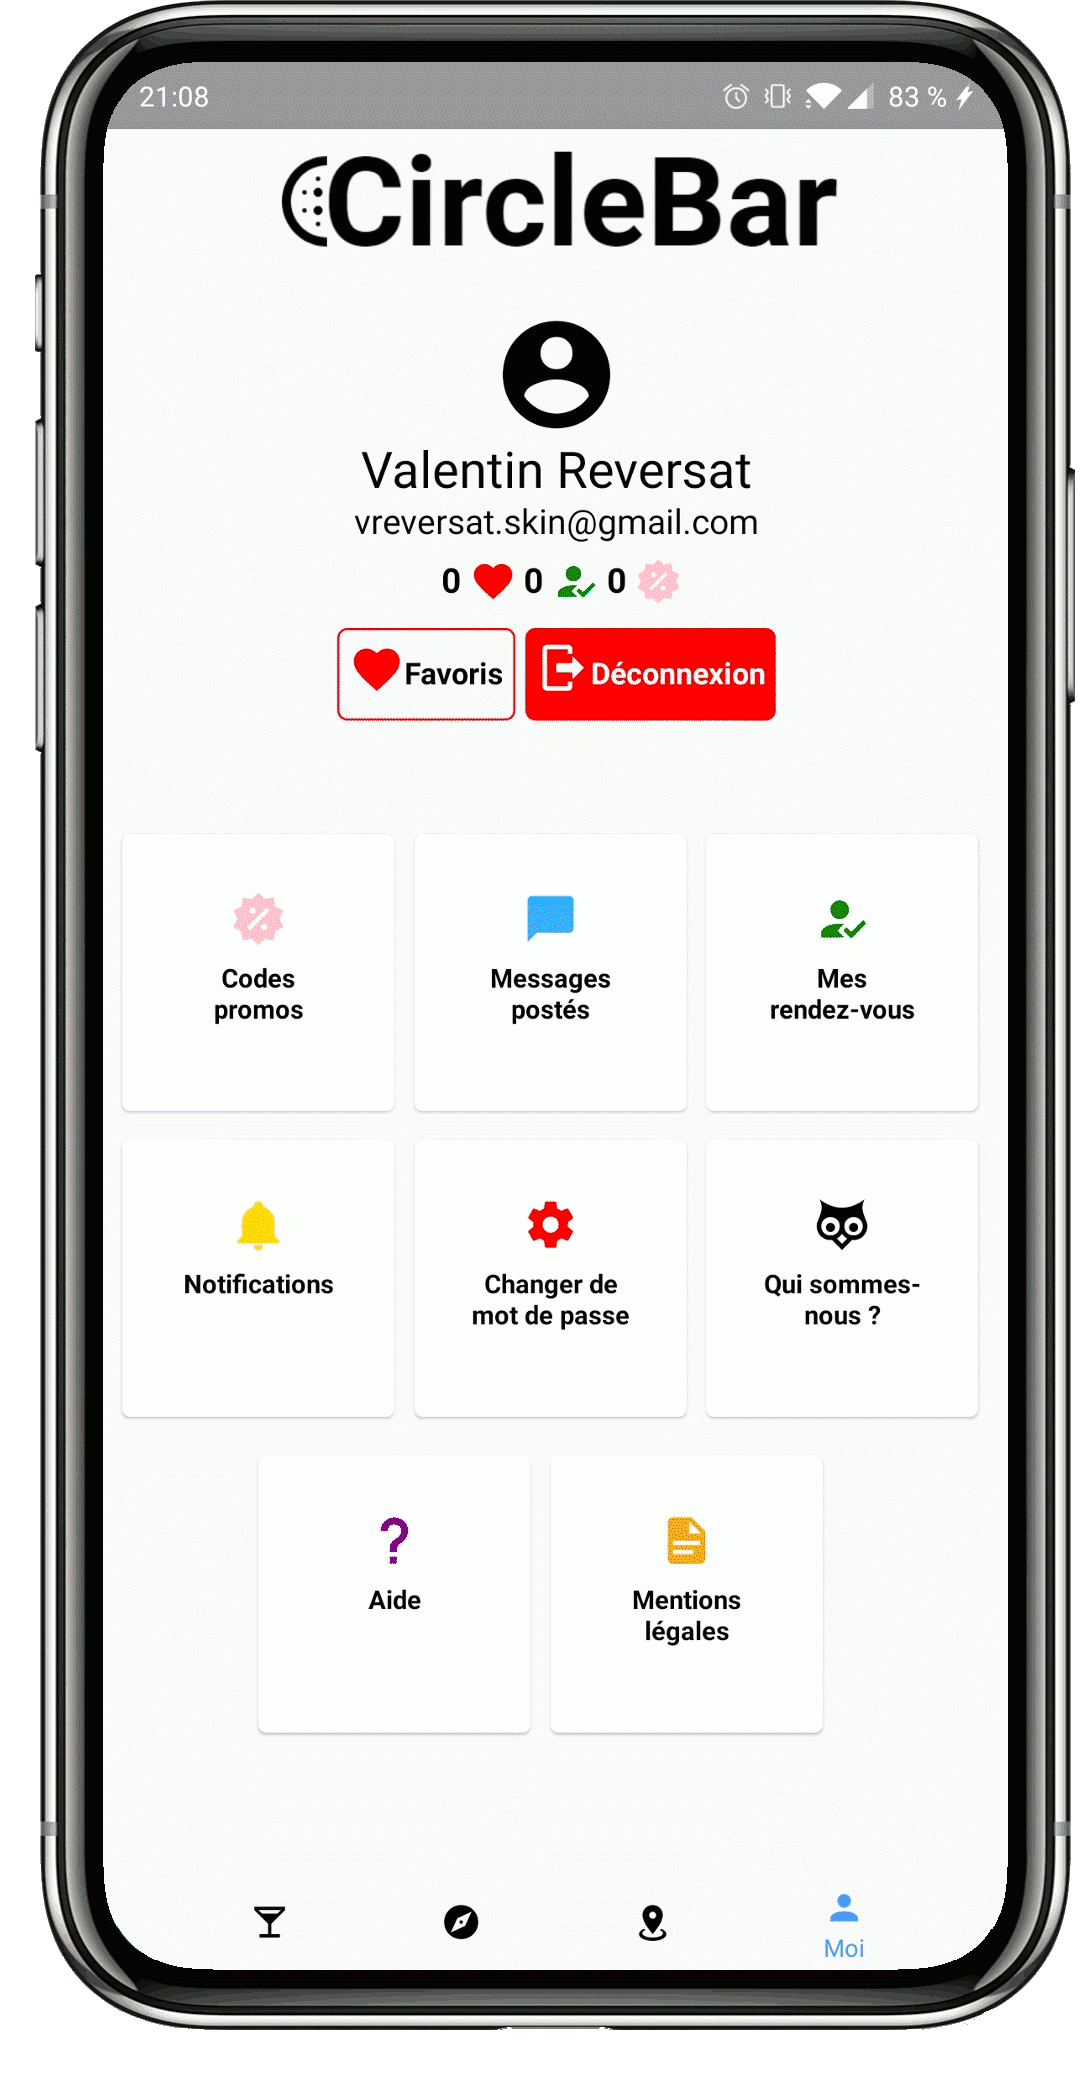 21:08 83 %
CircleBar
Valentin Reversat
vreversat.skin@gmail.com
0 0 0
Favoris Déconnexion
Codes
promos
Messages
postés
Mes
rendez-vous
Notifications
Changer de
mot de passe
Qui sommes-
nous ?
Aide
Mentions
légales
Moi